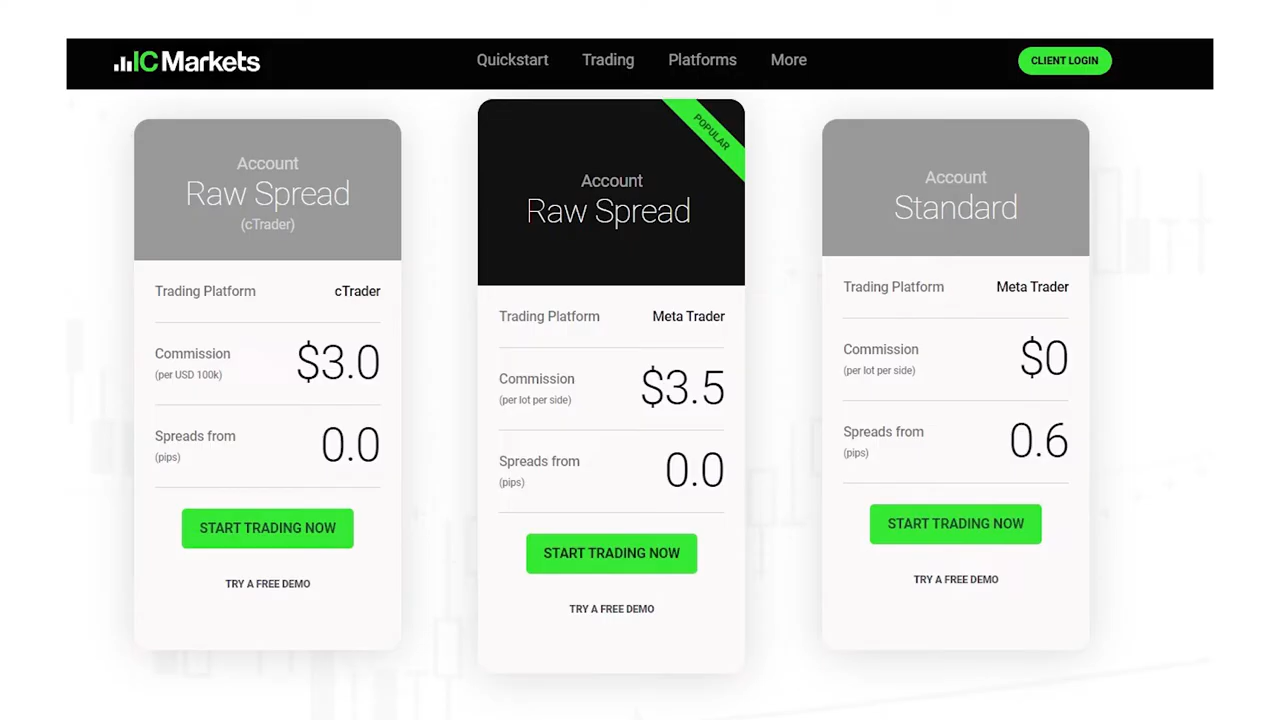 IC Markets
Quickstart Trading Platforms More
CLIENT LOGIN
Account
Raw Spread
(cTrader)
Trading Platform cTrader
Commission
(per USD 100k)
$3.0
Spreads from
(pips)
0.0
START TRADING NOW
TRY A FREE DEMO
POPULAR
Account
Raw Spread
Trading Platform Meta Trader
Commission
(per lot per side)
$3.5
Spreads from
(pips)
0.0
START TRADING NOW
TRY A FREE DEMO
Account
Standard
Trading Platform Meta Trader
Commission
(per lot per side)
$0
Spreads from
(pips)
0.6
START TRADING NOW
TRY A FREE DEMO